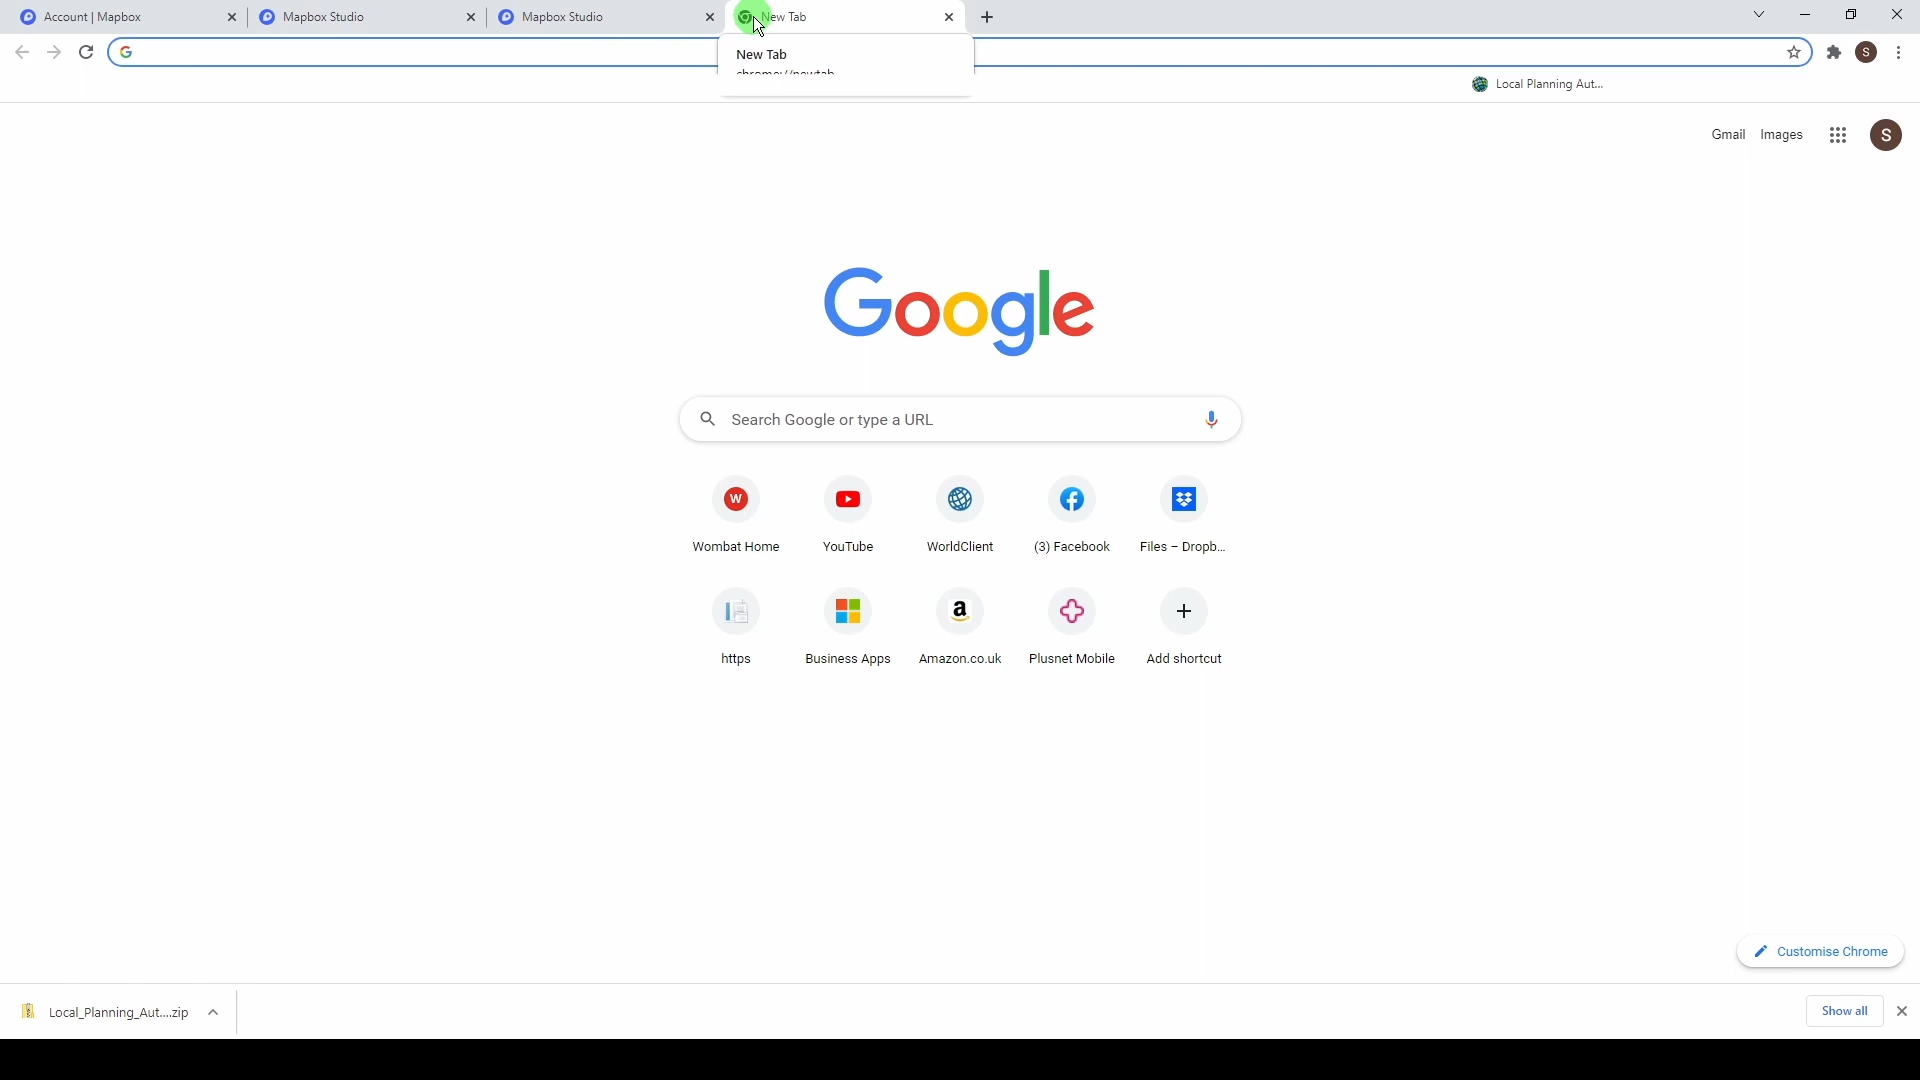 Account | Mapbox
Mapbox Studio
Mapbox Studio
New Tab
New Tab
chrome://newtab
Local Planning Aut...
Gmail Images S
Google
Search Google or type a URL
Wombat Home YouTube WorldClient (3) Facebook Files – Dropb...
https Business Apps Amazon.co.uk Plusnet Mobile Add shortcut
Customise Chrome
Local_Planning_Aut....zip
Show all